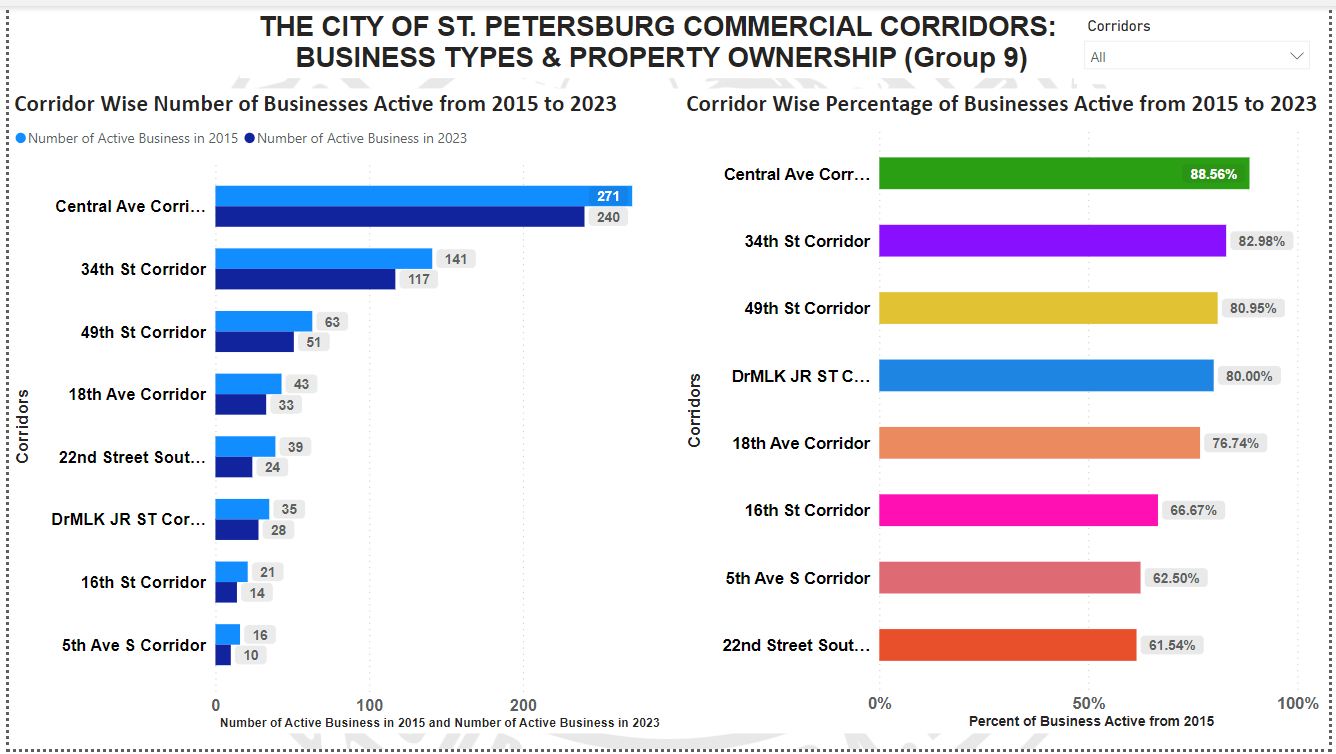 THE CITY OF ST. PETERSBURG COMMERCIAL CORRIDORS:
BUSINESS TYPES & PROPERTY OWNERSHIP (Group 9)
Corridors
All
Corridor Wise Number of Businesses Active from 2015 to 2023
Number of Active Business in 2015 Number of Active Business in 2023
Corridors
Central Ave Corri...
271
240
34th St Corridor
141
117
49th St Corridor
63
51
18th Ave Corridor
43
33
22nd Street Sout...
39
24
DrMLK JR ST Cor...
35
28
16th St Corridor
21
14
5th Ave S Corridor
16
10
0 100 200
Number of Active Business in 2015 and Number of Active Business in 2023
Corridor Wise Percentage of Businesses Active from 2015 to 2023
Corridors
Central Ave Corr... 88.56%
34th St Corridor 82.98%
49th St Corridor 80.95%
DrMLK JR ST C... 80.00%
18th Ave Corridor 76.74%
16th St Corridor 66.67%
5th Ave S Corridor 62.50%
22nd Street Sout... 61.54%
0% 50% 100%
Percent of Business Active from 2015